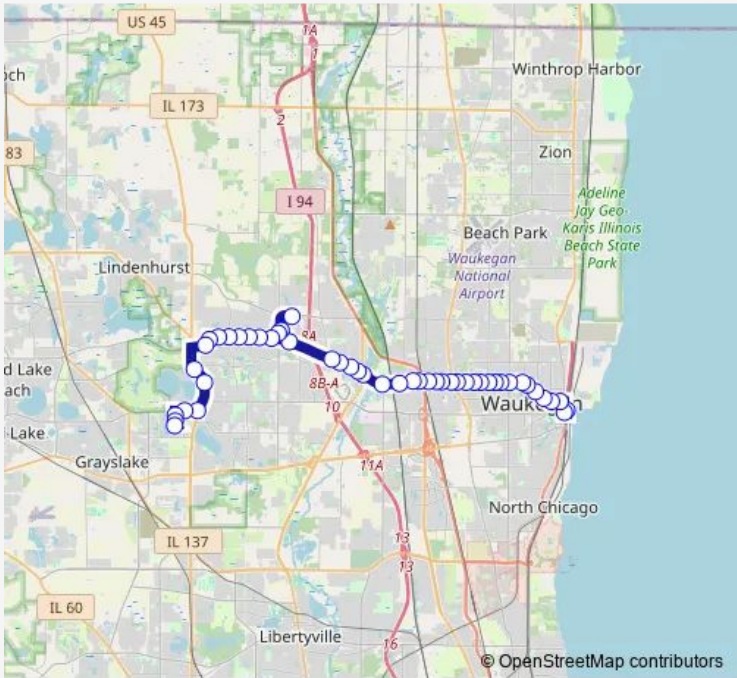 US 45
1A
1
och
Winthrop Harbor
IL 173
2
83
Zion
I 94
Adeline
Jay Geo-
Karis Illinois
Beach State
Park
Beach Park
Waukegan
National
Airport
Lindenhurst
8A
d Lake
ach
8B-A
10
Wauke
n
-Lake
Grayslake
11A
North Chicago
IL 137
13
13
IL 60
Libertyville
16
© OpenStreetMap contributors